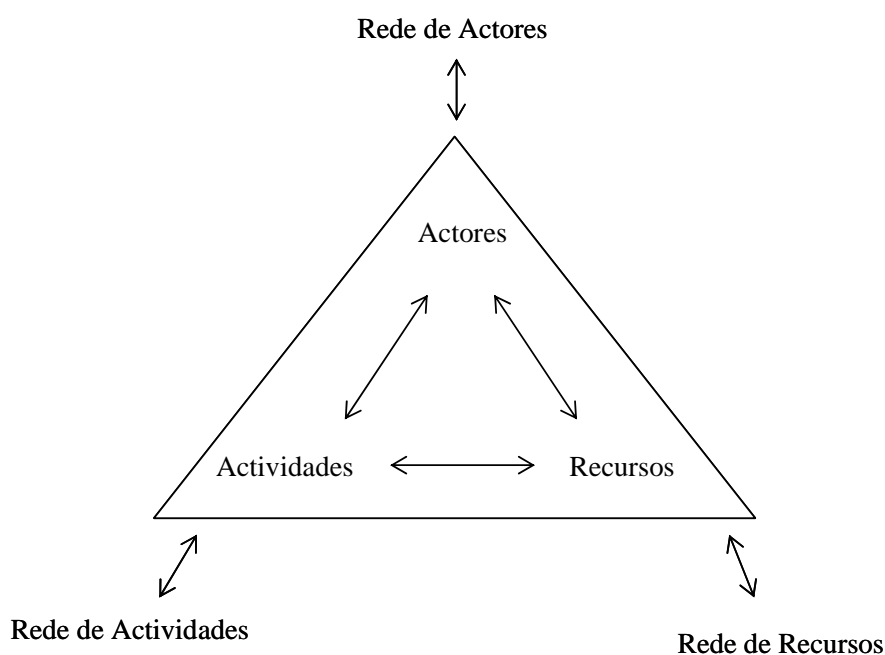 Rede de Actores
Actores
Actividades
Recursos
Rede de Actividades
Rede de Recursos